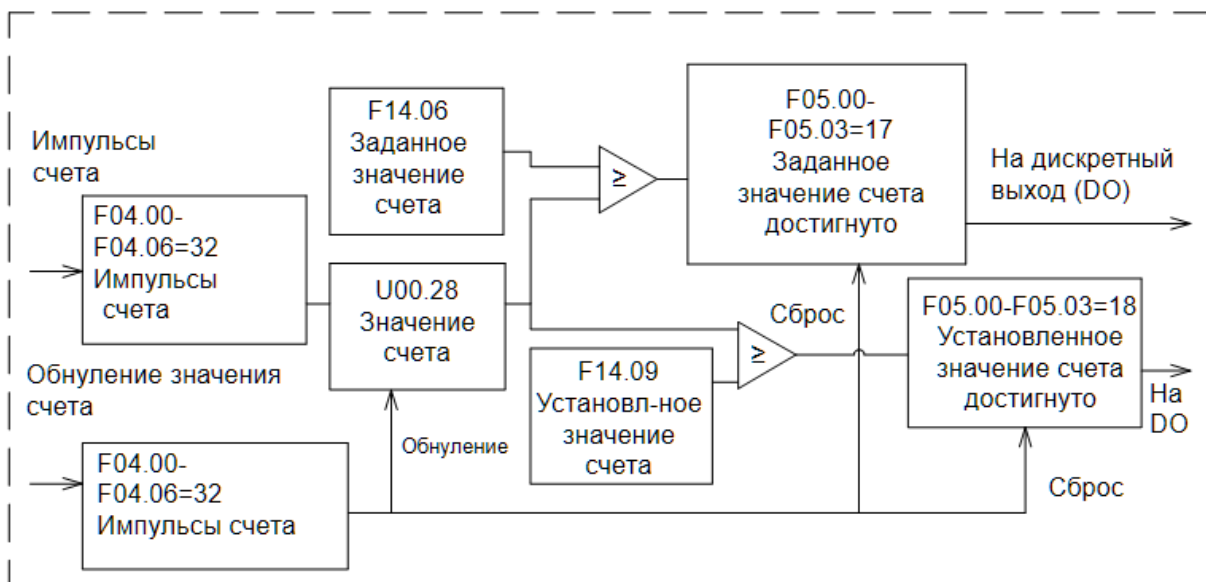 Импульсы
счета
F04.00-
F04.06=32
Импульсы
счета
F14.06
Заданное
значение
счета
≥
F05.00-
F05.03=17
Заданное
значение счета
достигнуто
На дискретный
выход (DO)
U00.28
Значение
счета
Сброс
≥
F14.09
Установл-ное
значение
счета
F05.00-F05.03=18
Установленное
значение счета
достигнуто
На
DO
Обнуление значения
счета
F04.00-
F04.06=32
Импульсы счета
Обнуление
Сброс